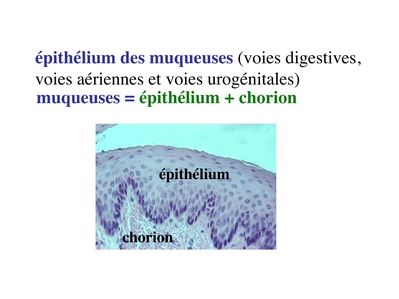 épithélium des muqueuses (voies digestives,
voies aériennes et voies urogénitales)
muqueuses = épithélium + chorion
épithélium
chorion